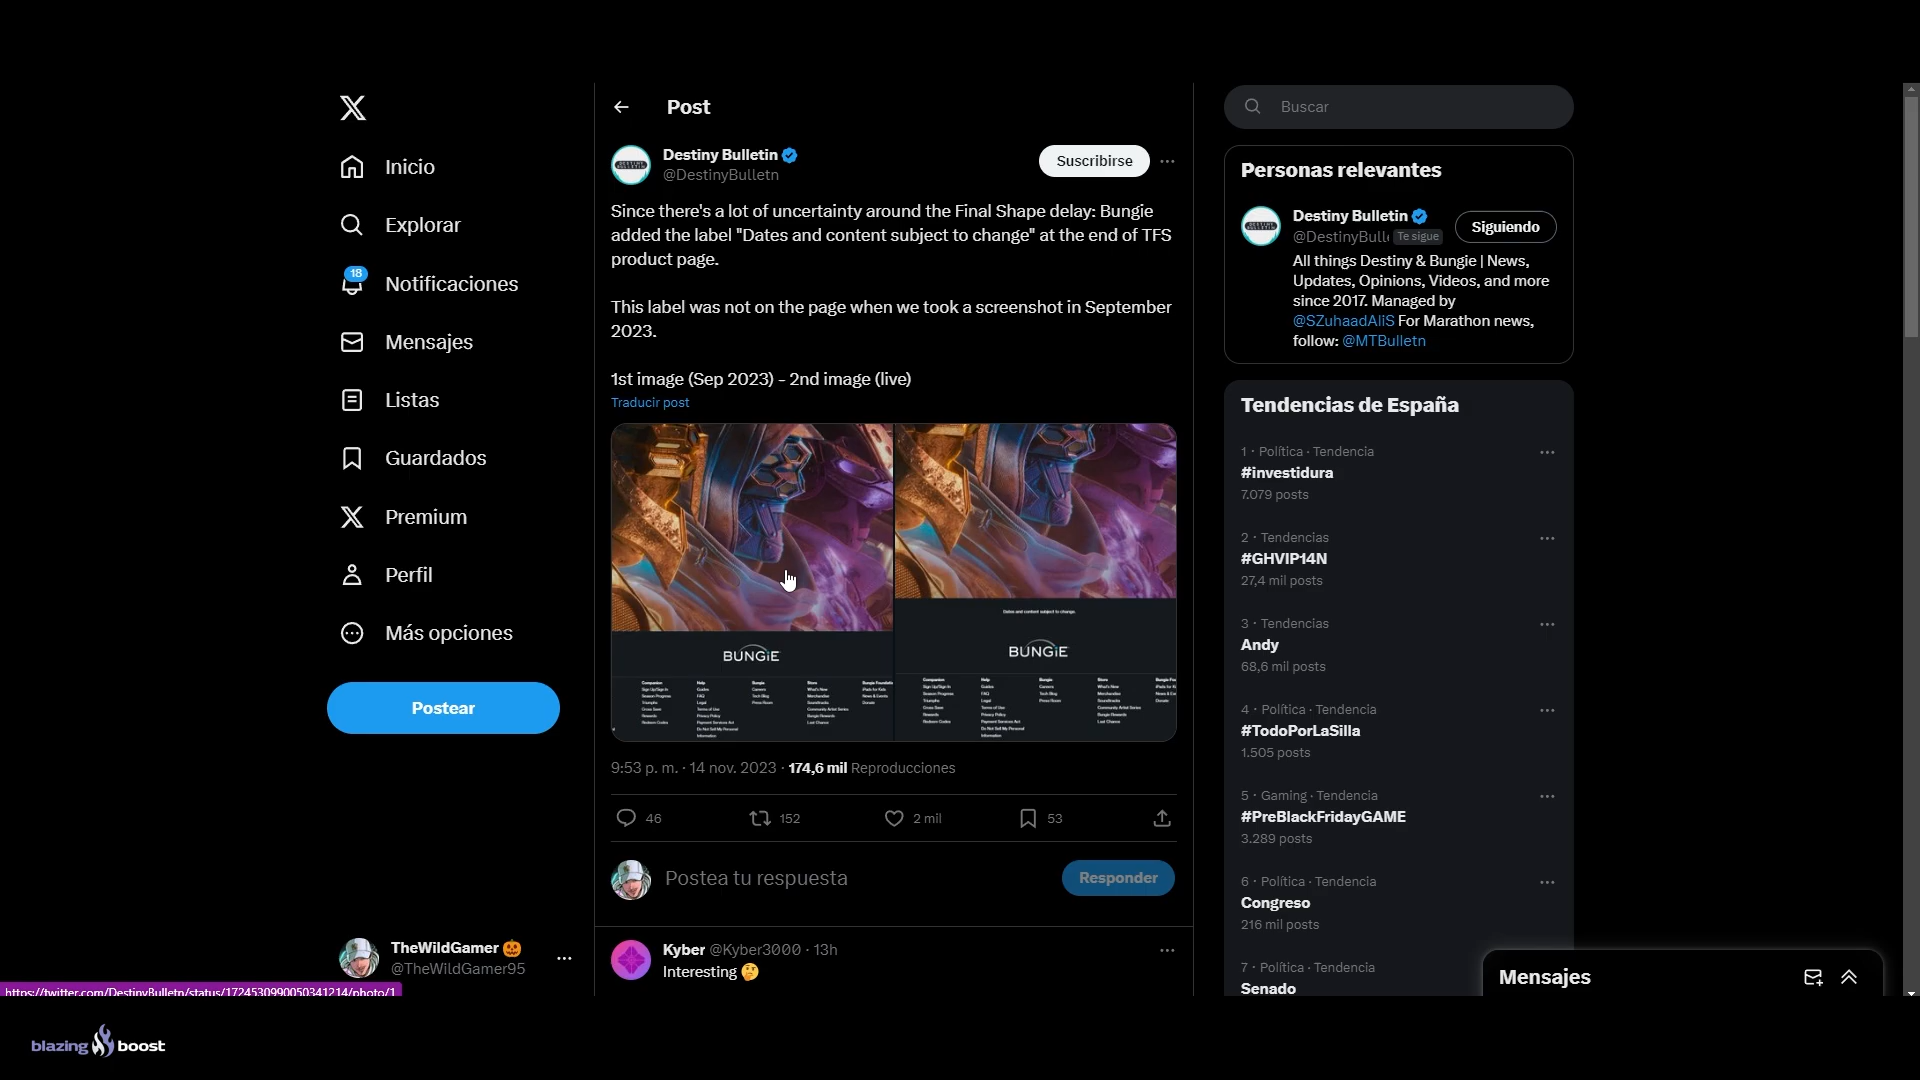 Inicio
Explorar
18
Notificaciones
Mensajes
Listas
Guardados
Premium
Perfil
Más opciones
Postear
TheWildGamer 🎃
@TheWildGamer95
https://twitter.com/DestinyBulletn/status/1724530990050341214/photo/1
blazing boost
Post
Destiny Bulletin
@DestinyBulletn
Suscribirse
Since there's a lot of uncertainty around the Final Shape delay: Bungie
added the label "Dates and content subject to change" at the end of TFS
product page.
This label was not on the page when we took a screenshot in September
2023.
1st image (Sep 2023) - 2nd image (live)
Traducir post
BUNGiE
Dates and content subject to change.
BUNGiE
9:53 p. m. · 14 nov. 2023 · 174,6 mil Reproducciones
46
152
2 mil
53
Postea tu respuesta
Responder
Kyber @Kyber3000 · 13h
Interesting 🤔
Buscar
Personas relevantes
Destiny Bulletin
@DestinyBull
Te sigue
Siguiendo
All things Destiny & Bungie | News,
Updates, Opinions, Videos, and more
since 2017. Managed by
@SZuhaadAliS For Marathon news,
follow: @MTBulletn
Tendencias de España
1 · Política · Tendencia
#investidura
7.079 posts
2 · Tendencias
#GHVIP14N
27,4 mil posts
3 · Tendencias
Andy
68,6 mil posts
4 · Política · Tendencia
#TodoPorLaSilla
1.505 posts
5 · Gaming · Tendencia
#PreBlackFridayGAME
3.289 posts
6 · Política · Tendencia
Congreso
216 mil posts
7 · Política · Tendencia
Senado
Mensajes